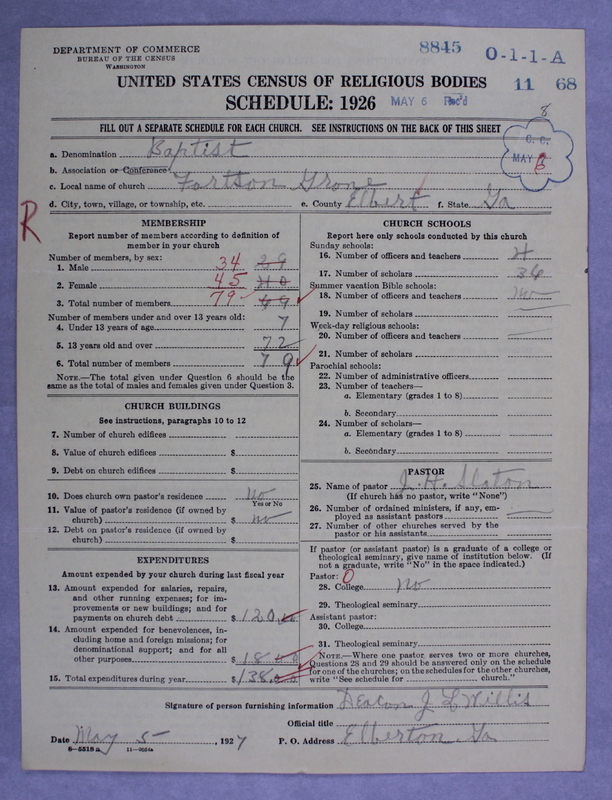 DEPARTMENT OF COMMERCE
BUREAU OF THE CENSUS
WASHINGTON
8845
O-1-1-A
UNITED STATES CENSUS OF RELIGIOUS BODIES
11 68
SCHEDULE: 1926
MAY 6 Rec'd
8
FILL OUT A SEPARATE SCHEDULE FOR EACH CHURCH. SEE INSTRUCTIONS ON THE BACK OF THIS SHEET
C. C.
MAY 6
a. Denomination Baptist
b. Association or Conference
c. Local name of church Fortson Grove
d. City, town, village, or township, etc. e. County Elbert f. State Ga
R
MEMBERSHIP
Report number of members according to definition of
member in your church
Number of members, by sex:
1. Male 34 29
2. Female 45 40
3. Total number of members 79 69
Number of members under and over 13 years old:
4. Under 13 years of age 7
5. 13 years old and over 72
6. Total number of members 79
NOTE.—The total given under Question 6 should be the
same as the total of males and females given under Question 3.
CHURCH BUILDINGS
See instructions, paragraphs 10 to 12
7. Number of church edifices
8. Value of church edifices $
9. Debt on church edifices $
10. Does church own pastor's residence no
Yes or No
11. Value of pastor's residence (if owned by
church) $ no
12. Debt on pastor's residence (if owned by
church) $
EXPENDITURES
Amount expended by your church during last fiscal year
13. Amount expended for salaries, repairs,
and other running expenses; for im-
provements or new buildings; and for
payments on church debt $ 120.00
14. Amount expended for benevolences, in-
cluding home and foreign missions; for
denominational support; and for all
other purposes $ 18.00
15. Total expenditures during year $ 138.00
CHURCH SCHOOLS
Report here only schools conducted by this church
Sunday schools:
16. Number of officers and teachers 4
17. Number of scholars 36
Summer vacation Bible schools:
18. Number of officers and teachers no
19. Number of scholars
Week-day religious schools:
20. Number of officers and teachers
21. Number of scholars
Parochial schools:
22. Number of administrative officers
23. Number of teachers—
a. Elementary (grades 1 to 8)
b. Secondary
24. Number of scholars—
a. Elementary (grades 1 to 8)
b. Secondary
PASTOR
25. Name of pastor J. H. Slaton
(If church has no pastor, write "None")
26. Number of ordained ministers, if any, em-
ployed as assistant pastors
27. Number of other churches served by the
pastor or his assistants
If pastor (or assistant pastor) is a graduate of a college or
theological seminary, give name of institution below. (If
not a graduate, write "No" in the space indicated.)
Pastor: 0
28. College no
29. Theological seminary
Assistant pastor:
30. College
31. Theological seminary
NOTE.—Where one pastor serves two or more churches,
Questions 28 and 29 should be answered only on the schedule
for one of the churches; on the schedules for the other churches,
write "See schedule for church."
Signature of person furnishing information Deacon J L Willis
Official title
Date May 5, 1927 P. O. Address Elberton Ga
8-5518a 11-9564a